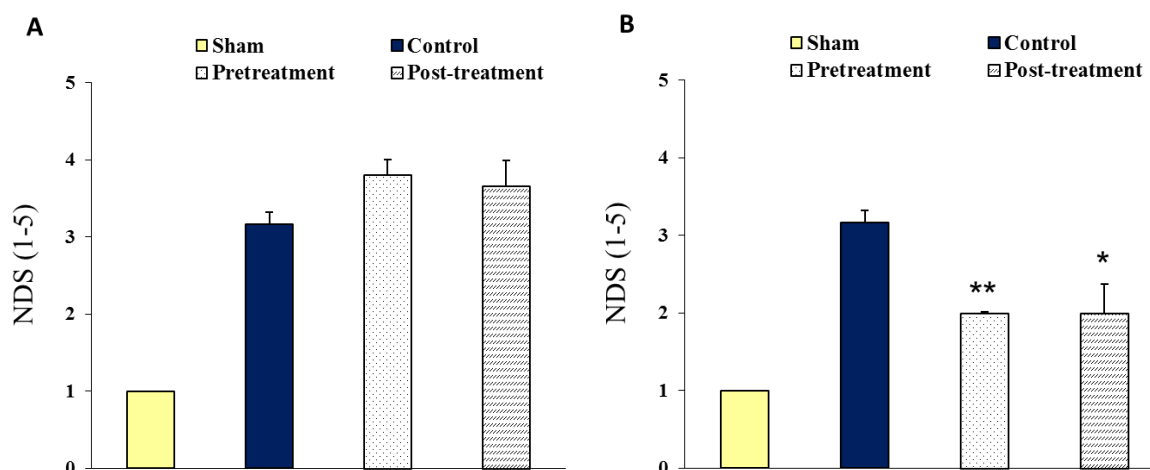 A
Sham
Control
Pretreatment
Post-treatment
5
4
3
2
1
0
NDS (1-5)
B
Sham
Control
Pretreatment
Post-treatment
5
4
3
2
1
0
NDS (1-5)
**
*